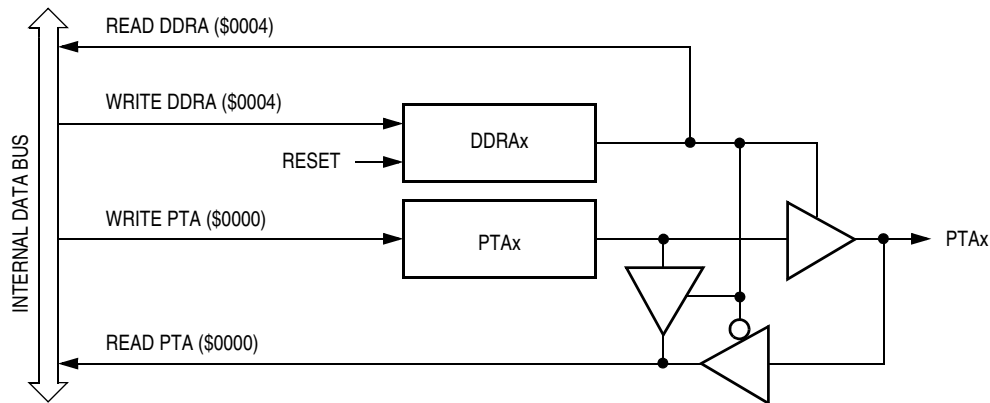 READ DDRA ($0004)
WRITE DDRA ($0004)
DDRAx
RESET
WRITE PTA ($0000)
PTAx
PTAx
READ PTA ($0000)
INTERNAL DATA BUS